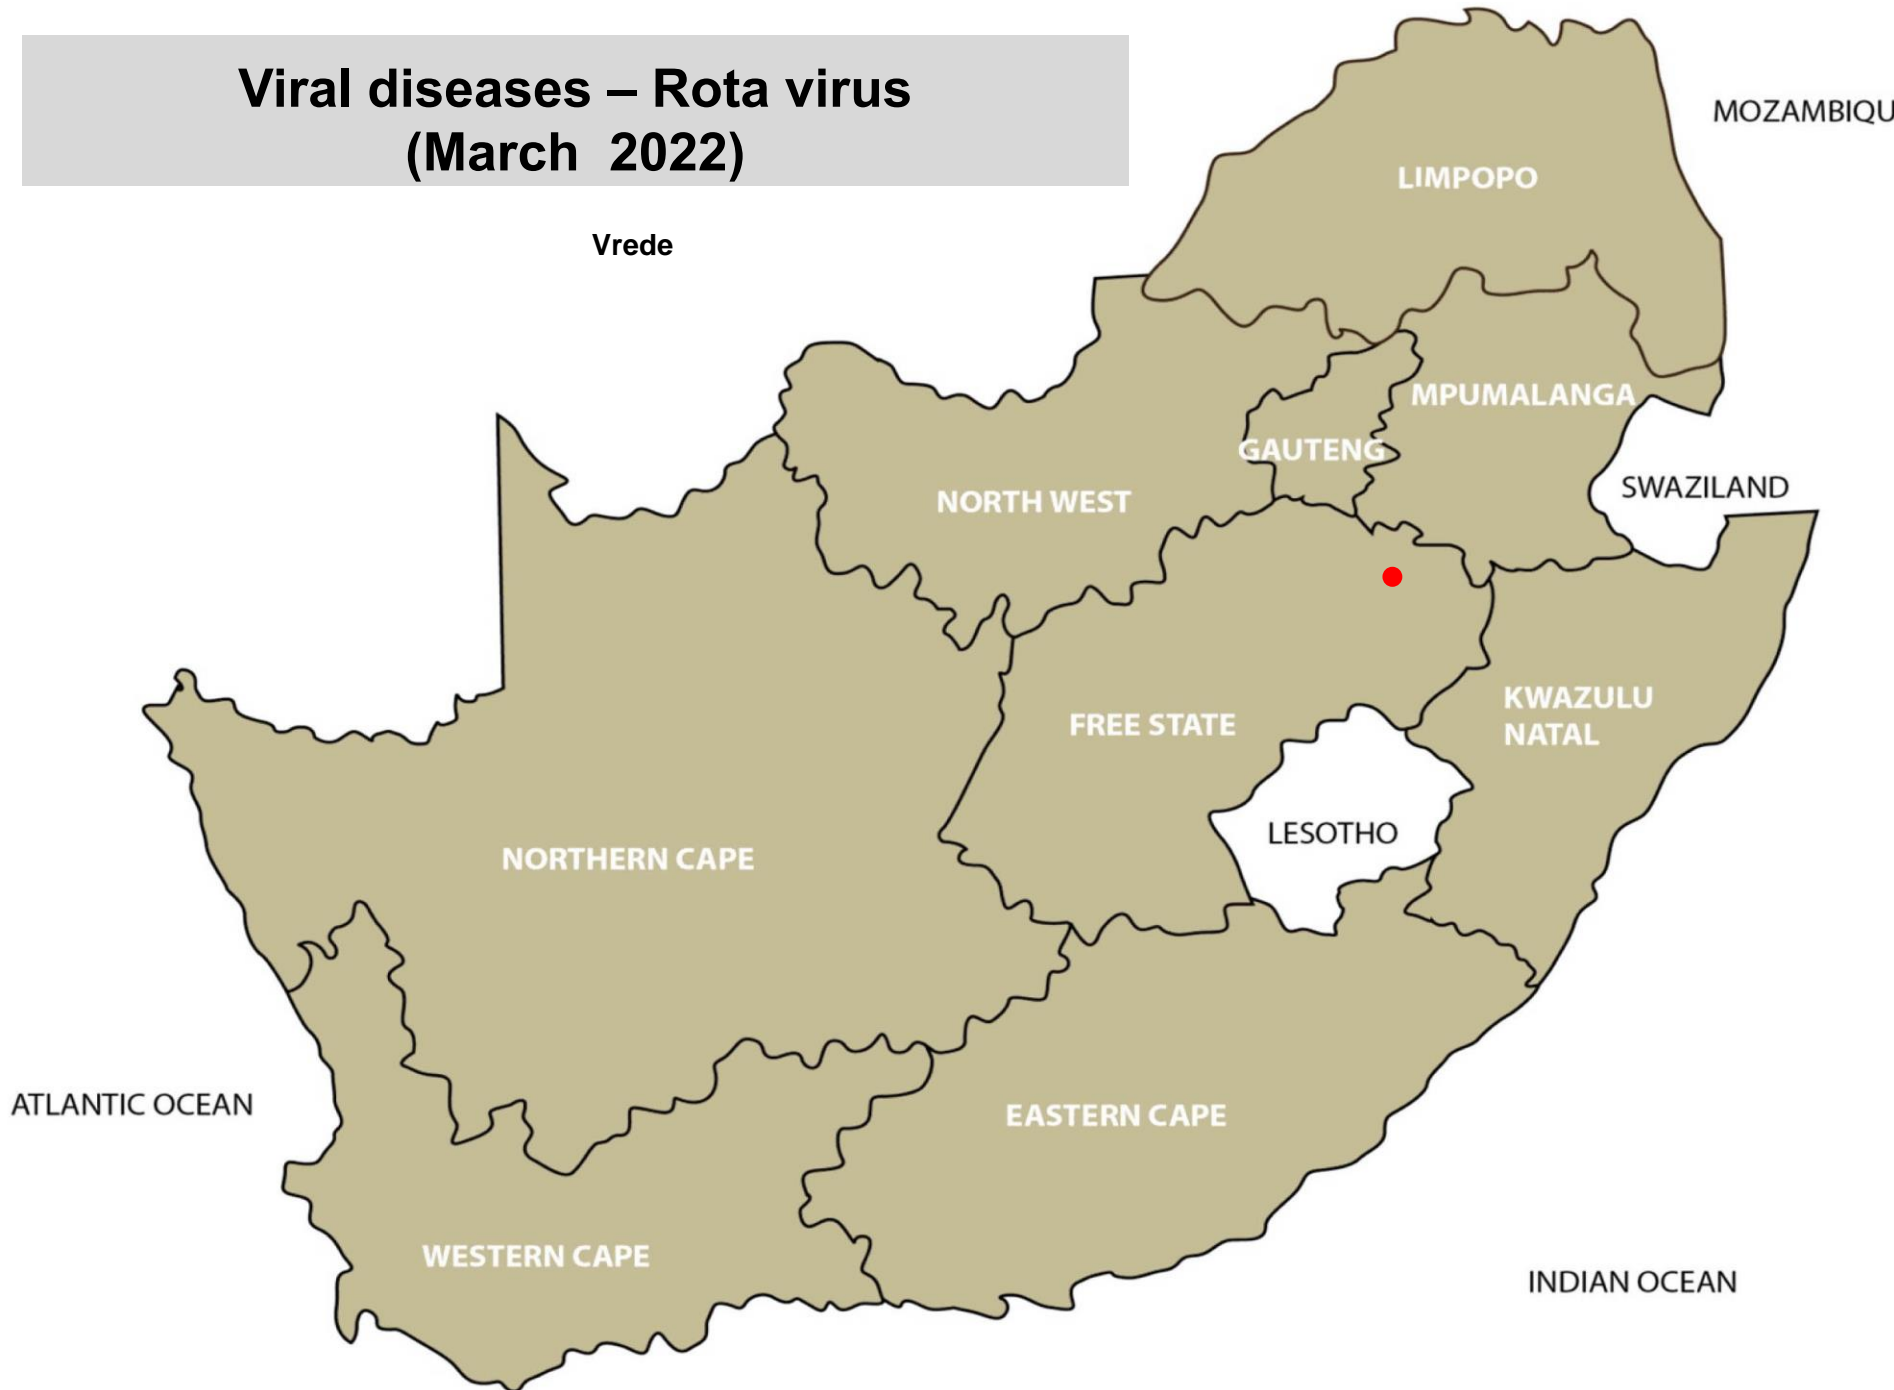 Viral diseases – Rota virus
(March 2022)
MOZAMBIQU
LIMPOPO
Vrede
MPUMALANGA
GAUTENG
SWAZILAND
NORTH WEST
KWAZULU
NATAL
FREE STATE
LESOTHO
NORTHERN CAPE
ATLANTIC OCEAN
EASTERN CAPE
WESTERN CAPE
INDIAN OCEAN